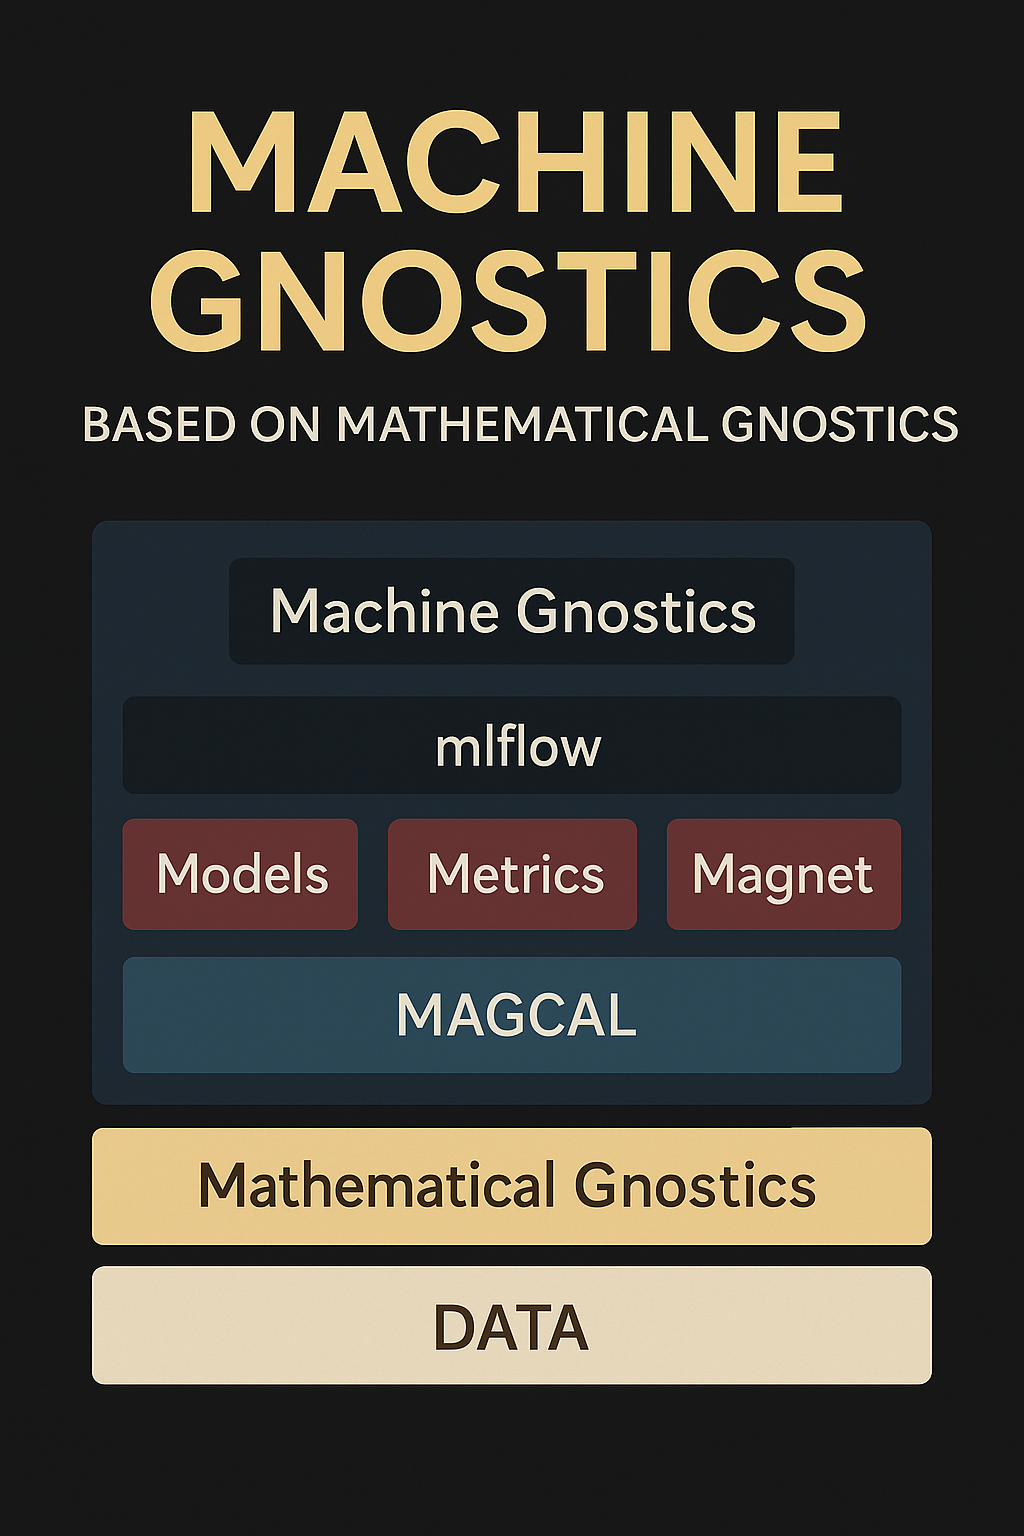 MACHINE
GNOSTICS
BASED ON MATHEMATICAL GNOSTICS
Machine Gnostics
mlflow
Models
Metrics
Magnet
MAGCAL
Mathematical Gnostics
DATA